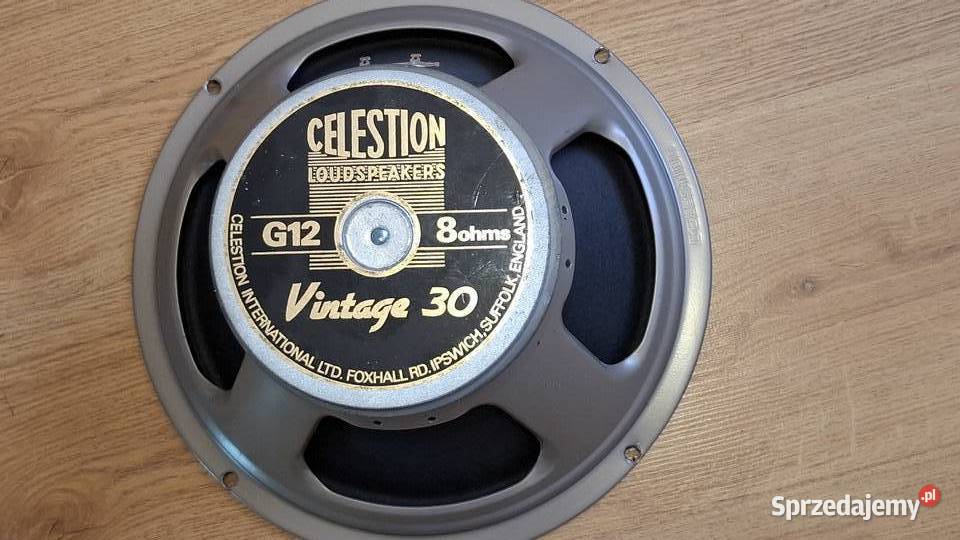 CELESTION
LOUDSPEAKERS
G12 8ohms
Vintage 30
CELESTION INTERNATIONAL LTD. FOXHALL RD. IPSWICH, SUFFOLK, ENGLAND
Sprzedajemy.pl